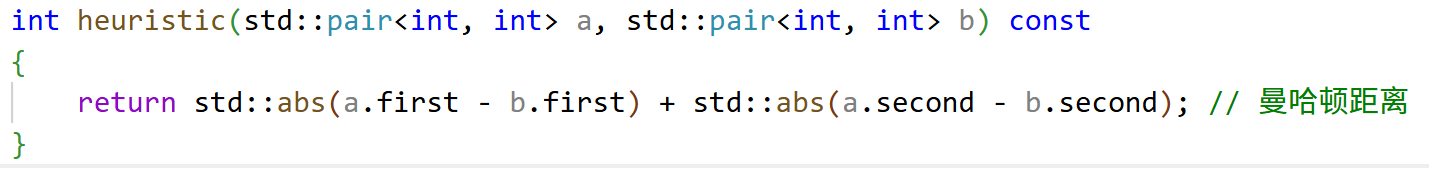 int heuristic(std::pair<int, int> a, std::pair<int, int> b) const
{
    return std::abs(a.first - b.first) + std::abs(a.second - b.second); // 曼哈顿距离
}